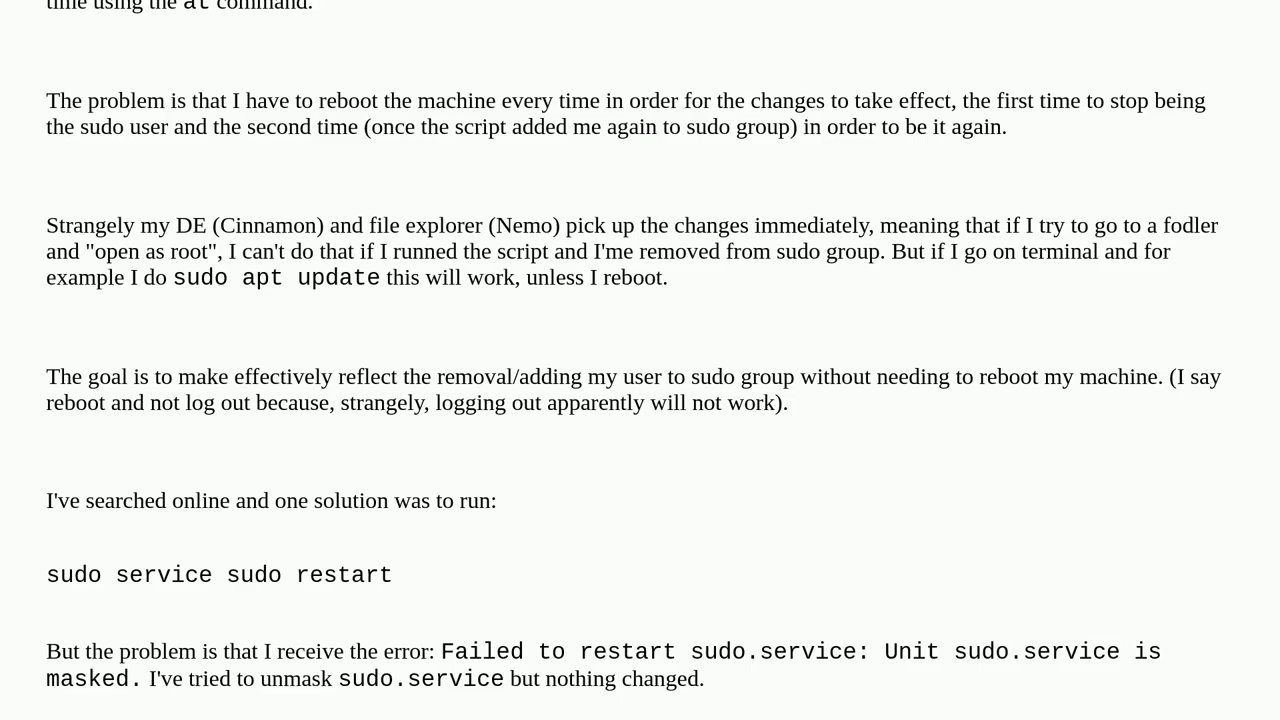 time using the at command.
The problem is that I have to reboot the machine every time in order for the changes to take effect, the first time to stop being
the sudo user and the second time (once the script added me again to sudo group) in order to be it again.
Strangely my DE (Cinnamon) and file explorer (Nemo) pick up the changes immediately, meaning that if I try to go to a fodler
and "open as root", I can't do that if I runned the script and I'me removed from sudo group. But if I go on terminal and for
example I do sudo apt update this will work, unless I reboot.
The goal is to make effectively reflect the removal/adding my user to sudo group without needing to reboot my machine. (I say
reboot and not log out because, strangely, logging out apparently will not work).
I've searched online and one solution was to run:
sudo service sudo restart
But the problem is that I receive the error: Failed to restart sudo.service: Unit sudo.service is
masked. I've tried to unmask sudo.service but nothing changed.